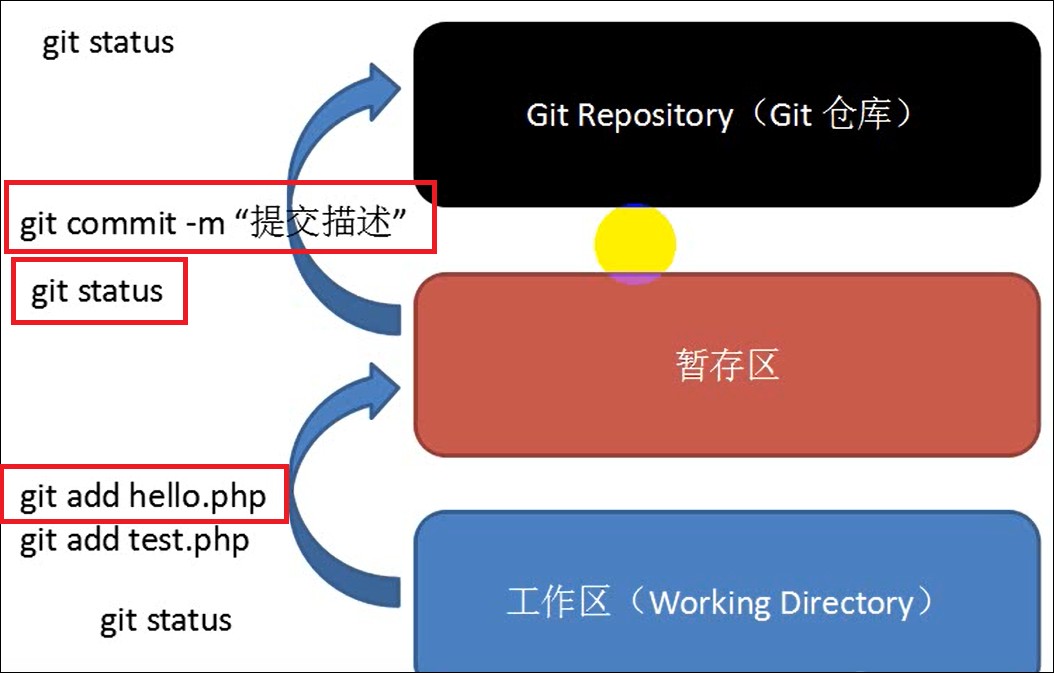 git status
Git Repository（Git 仓库）
git commit -m “提交描述”
git status
暂存区
git add hello.php
git add test.php
工作区（Working Directory）
git status